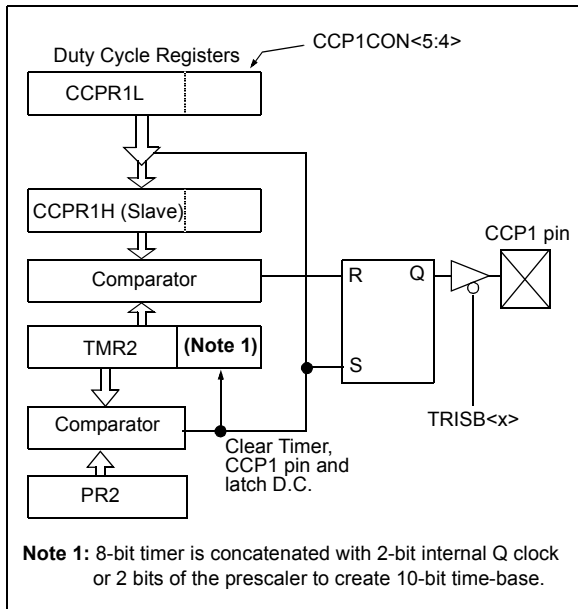 Duty Cycle Registers
CCP1CON<5:4>
CCPR1L
CCPR1H (Slave)
CCP1 pin
Comparator
R
Q
TMR2
(Note 1)
S
Comparator
TRISB<x>
Clear Timer,
CCP1 pin and
latch D.C.
PR2
Note 1: 8-bit timer is concatenated with 2-bit internal Q clock
or 2 bits of the prescaler to create 10-bit time-base.